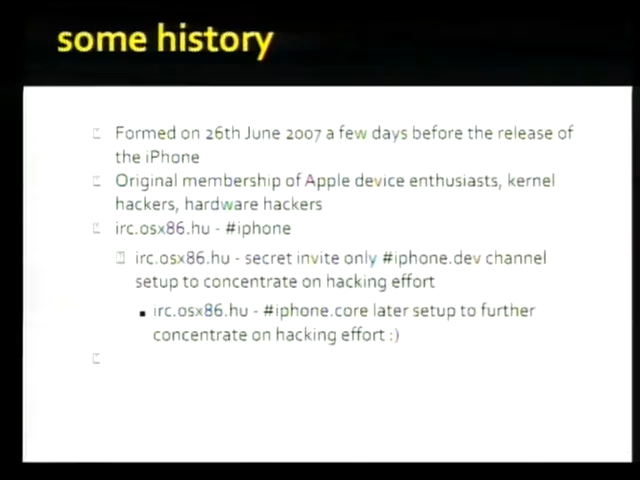 some history
Formed on 26th June 2007 a few days before the release of
the iPhone
Original membership of Apple device enthusiasts, kernel
hackers, hardware hackers
irc.osx86.hu - #iphone
irc.osx86.hu - secret invite only #iphone.dev channel
setup to concentrate on hacking effort
irc.osx86.hu - #iphone.core later setup to further
concentrate on hacking effort :)